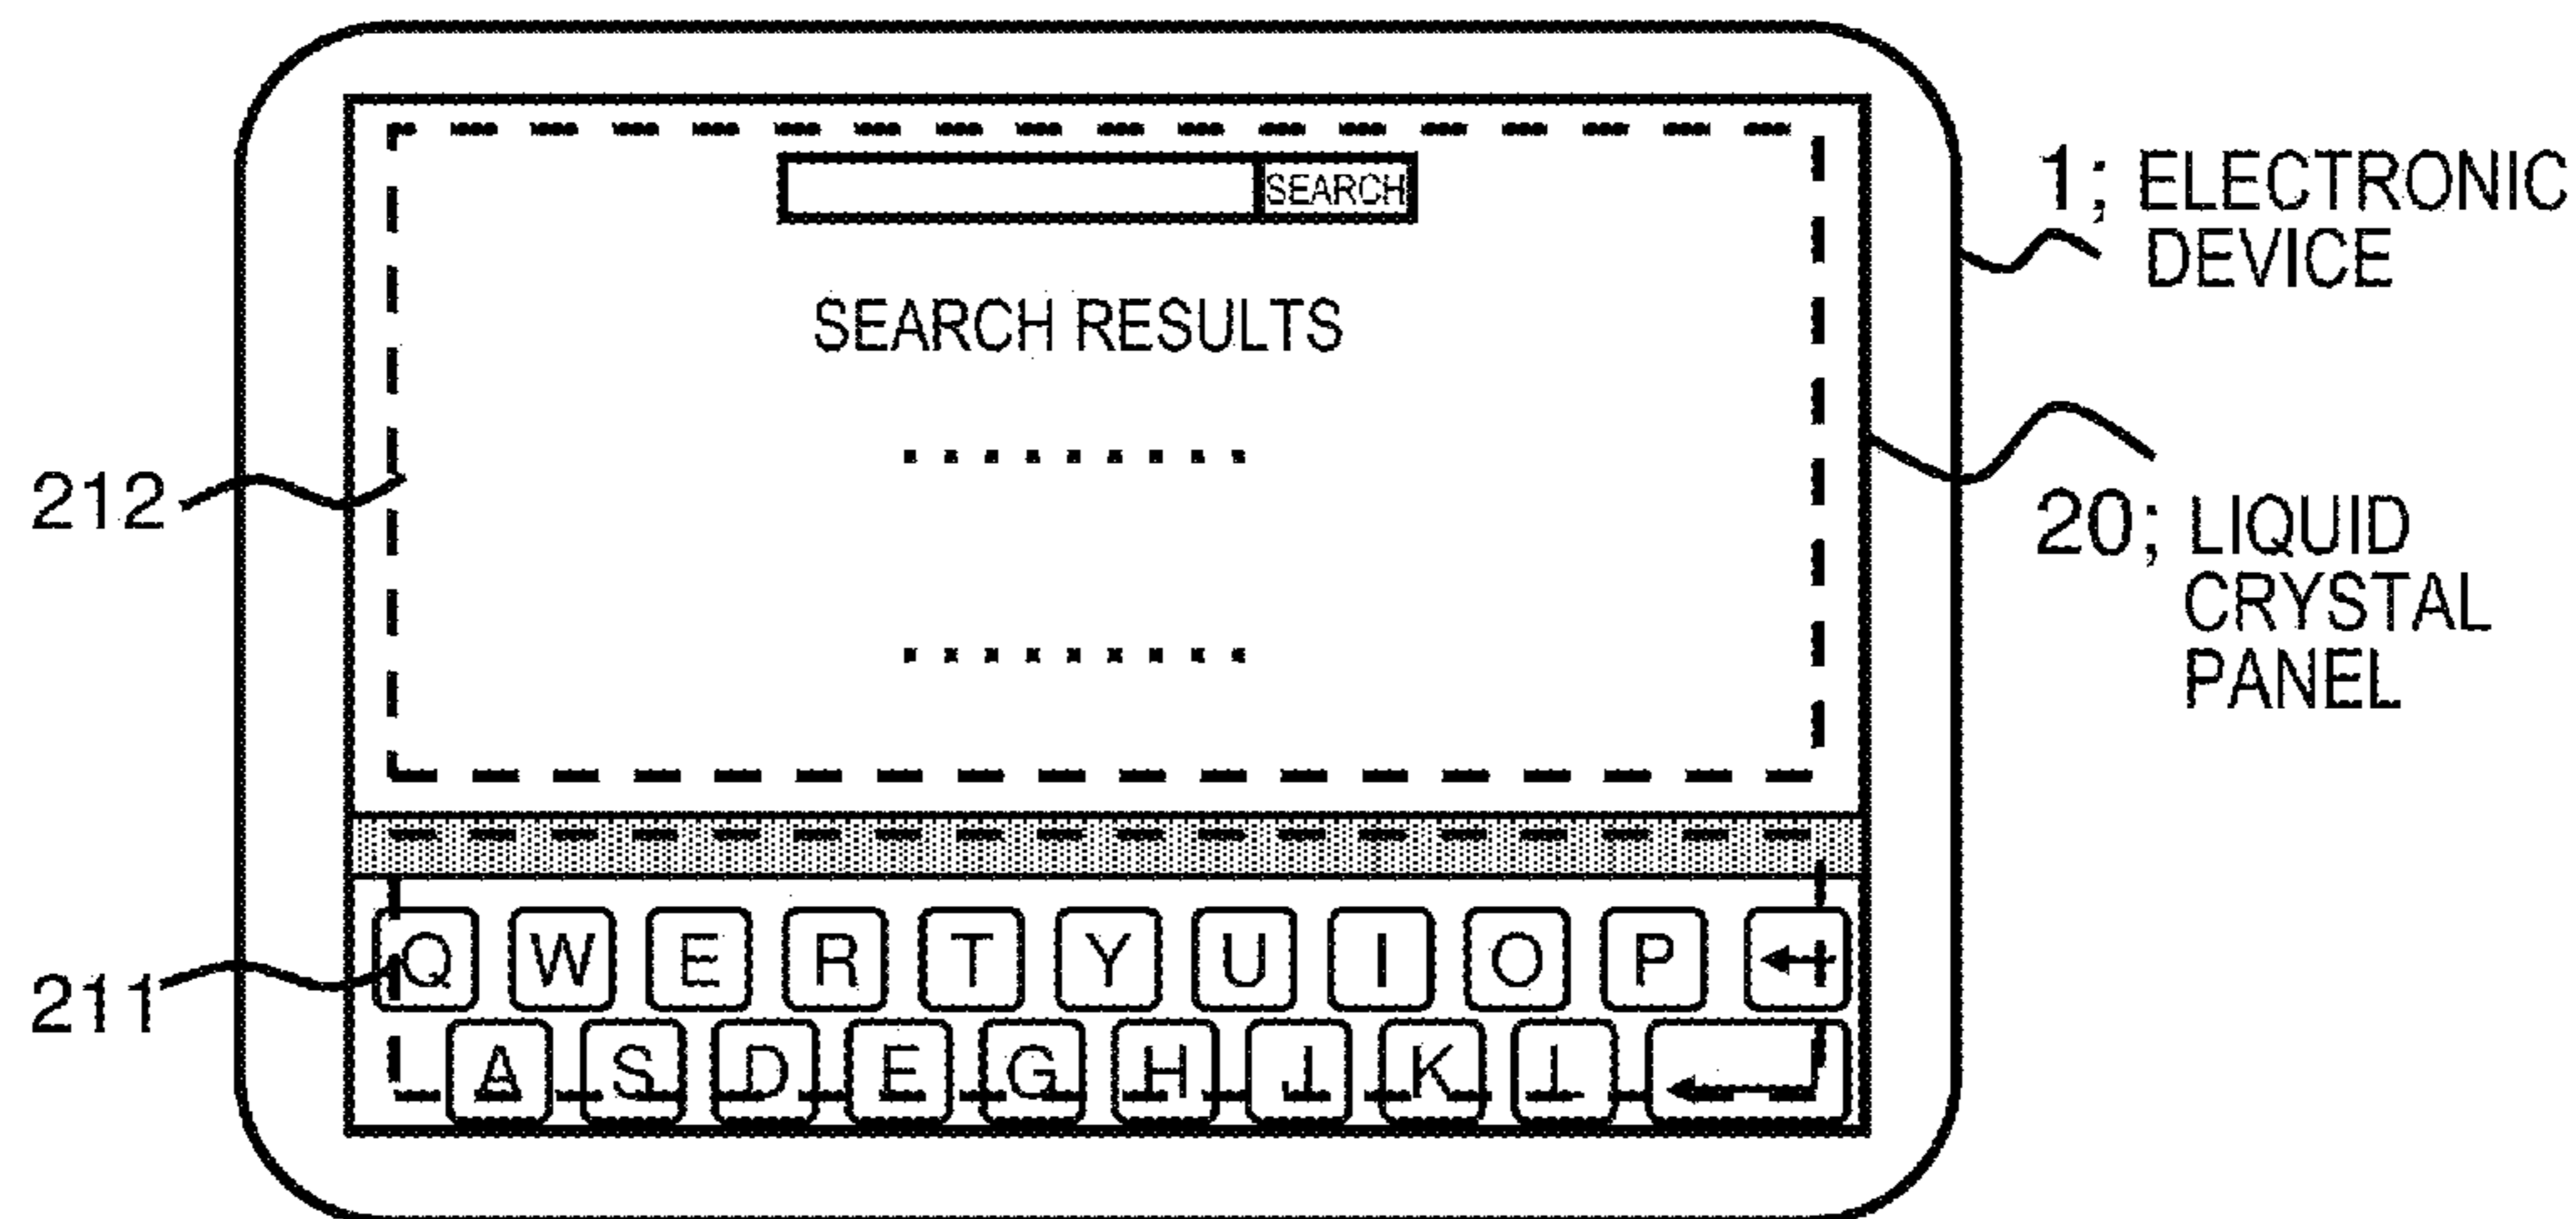 SEARCH
1; ELECTRONIC
DEVICE
SEARCH RESULTS
.........
212
20; LIQUID
CRYSTAL
PANEL
.........
Q W E R T Y U I O P ←
211
A S D F G H J K L ←